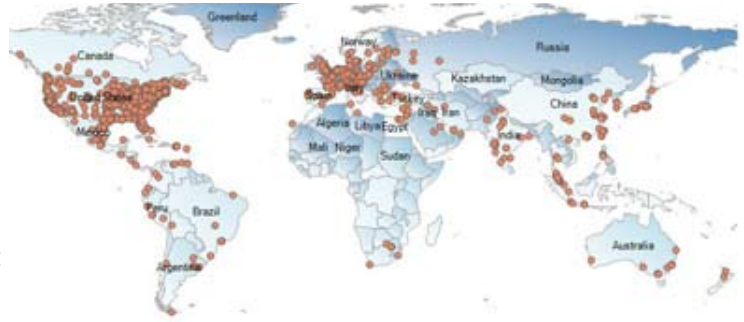 Greenland
Canada
United States
Mexico
Peru
Brazil
Argentina
Norway
Russia
Ukraine
Kazakhstan
Mongolia
Spain
Italy
Turkey
China
Iraq
Iran
Algeria
Libya
Egypt
India
Mali
Niger
Sudan
Australia